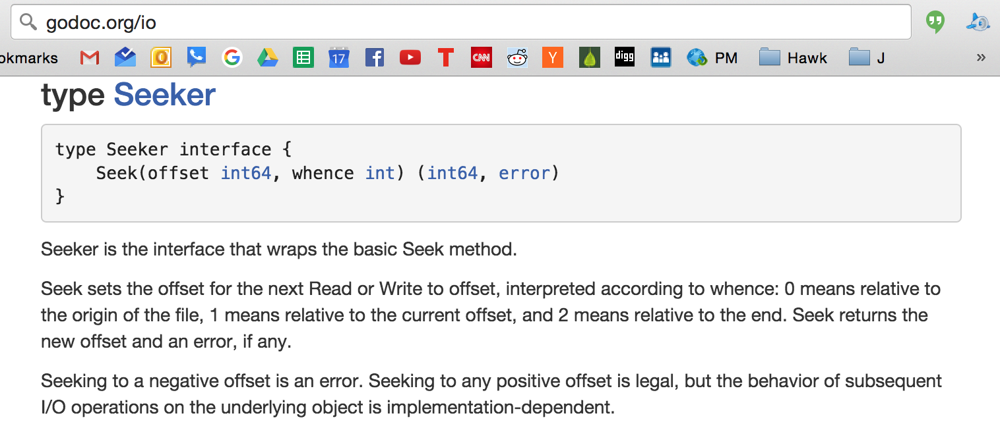 godoc.org/io
okmarks 17 T CNN Y digg PM Hawk J »
type Seeker
type Seeker interface {
    Seek(offset int64, whence int) (int64, error)
}
Seeker is the interface that wraps the basic Seek method.
Seek sets the offset for the next Read or Write to offset, interpreted according to whence: 0 means relative to
the origin of the file, 1 means relative to the current offset, and 2 means relative to the end. Seek returns the
new offset and an error, if any.
Seeking to a negative offset is an error. Seeking to any positive offset is legal, but the behavior of subsequent
I/O operations on the underlying object is implementation-dependent.